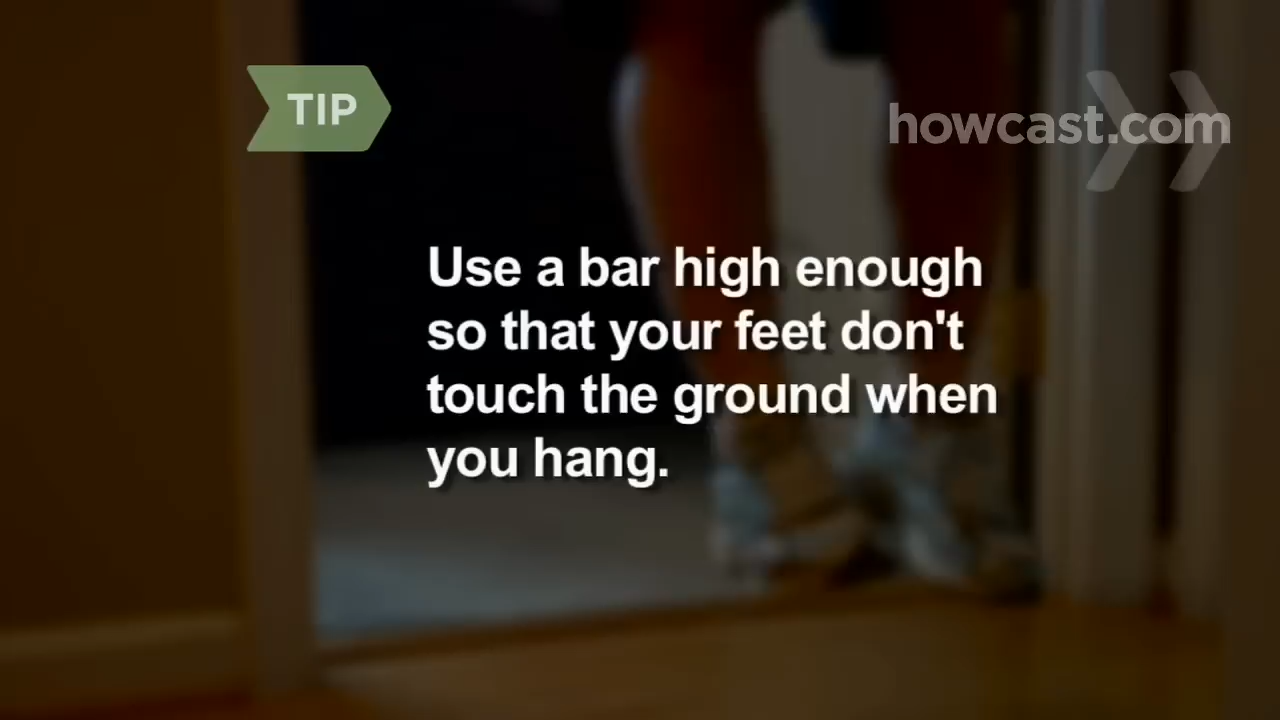 TIP
howcast.com
Use a bar high enough
so that your feet don't
touch the ground when
you hang.